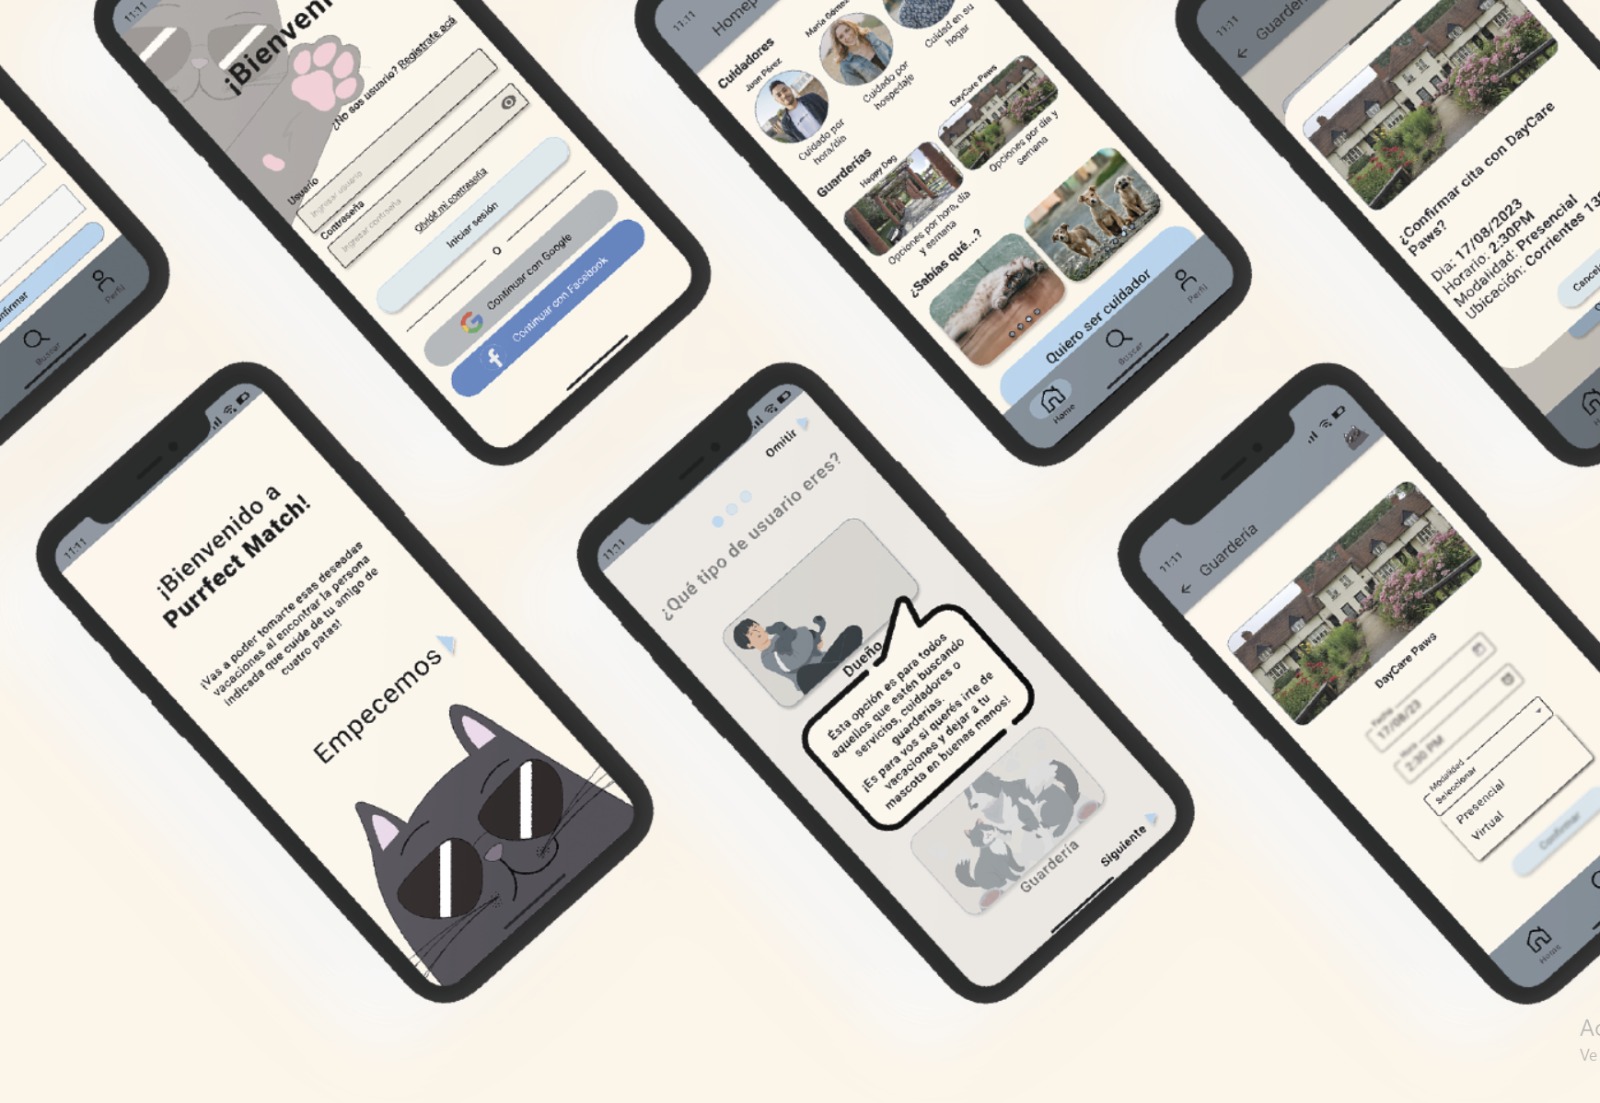 nfirmar
Perfil
Buscar
11:11
¡Bienveni
¿No sos usuario? Registrate acá
Usuario
Ingresar usuario
Contraseña
Ingresar contraseña
Olvidé mi contraseña
Iniciar sesión
O
Continuar con Google
Continuar con Facebook
11:11
Homep
Cuidadores
Juan Pérez
María Gómez
Cuidado por
hora/día
Cuidado por
hospedaje
Cuidad en su
hogar
Guarderías
Happy Dog
DayCare Paws
Opciones por hora, día
y semana
Opciones por día y
semana
¿Sabías qué...?
Quiero ser cuidador
Home
Buscar
Perfil
11:11
Guarderí
¿Confirmar cita con DayCare
Paws?
Día: 17/08/2023
Horario: 2:30PM
Modalidad: Presencial
Ubicación: Corrientes 13
Cancel
11:11
¡Bienvenido a
Purrfect Match!
¡Vas a poder tomarte esas deseadas
vacaciones al encontrar la persona
indicada que cuide de tu amigo de
cuatro patas!
Empecemos
11:11
Omitir
¿Qué tipo de usuario eres?
Dueño
Ésta opción es para todos
aquellos que estén buscando
servicios, cuidadores o
guarderías.
¡Es para vos si querés irte de
vacaciones y dejar a tu
mascota en buenas manos!
Guardería
Siguiente
11:11
Guardería
DayCare Paws
Fecha
17/08/23
Hora
2:30 PM
Modalidad
Seleccionar
Presencial
Virtual
Confirmar
Home